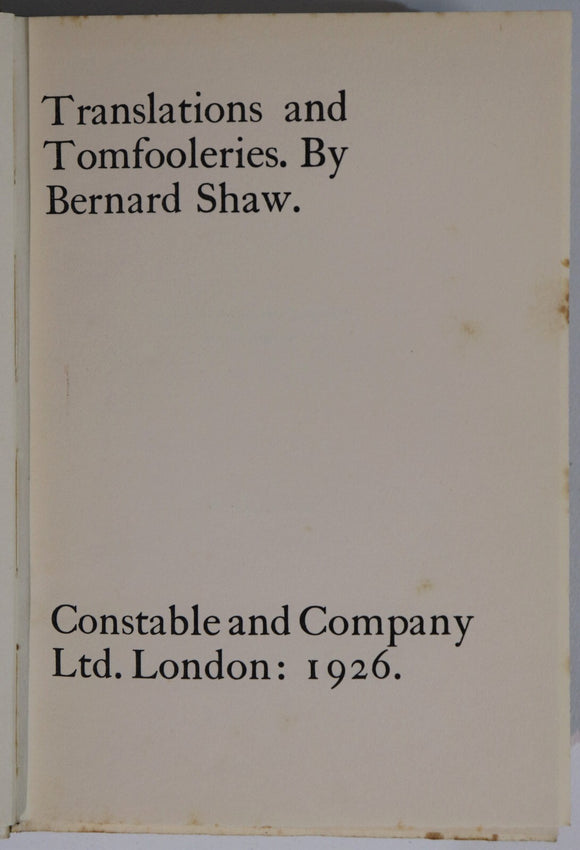 Translations and
Tomfooleries. By
Bernard Shaw.
Constable and Company
Ltd. London: 1926.